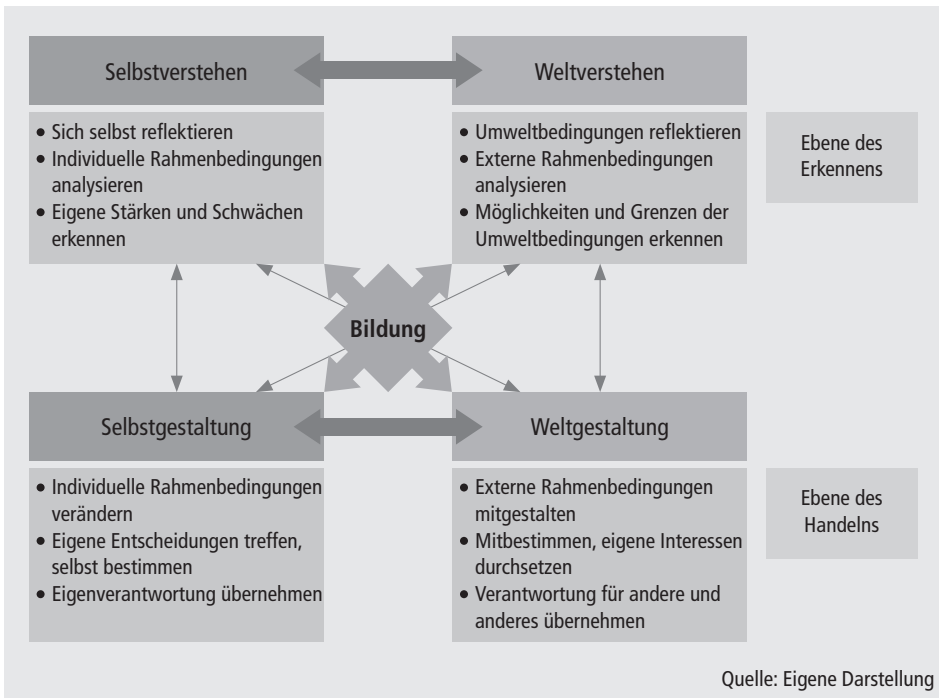 Selbstverstehen
Weltverstehen
• Sich selbst reflektieren
• Individuelle Rahmenbedingungen
analysieren
• Eigene Stärken und Schwächen
erkennen
• Umweltbedingungen reflektieren
• Externe Rahmenbedingungen
analysieren
• Möglichkeiten und Grenzen der
Umweltbedingungen erkennen
Ebene des
Erkennens
Bildung
Selbstgestaltung
Weltgestaltung
• Individuelle Rahmenbedingungen
verändern
• Eigene Entscheidungen treffen,
selbst bestimmen
• Eigenverantwortung übernehmen
• Externe Rahmenbedingungen
mitgestalten
• Mitbestimmen, eigene Interessen
durchsetzen
• Verantwortung für andere und
anderes übernehmen
Ebene des
Handelns
Quelle: Eigene Darstellung